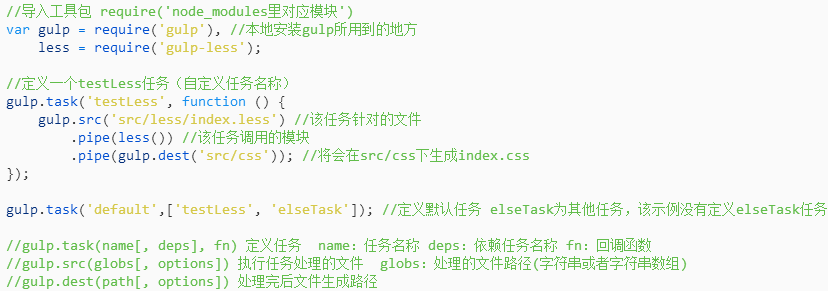 //导入工具包 require('node_modules里对应模块')
var gulp = require('gulp'), //本地安装gulp所用到的地方
    less = require('gulp-less');

//定义一个testLess任务（自定义任务名称）
gulp.task('testLess', function () {
    gulp.src('src/less/index.less') //该任务针对的文件
        .pipe(less()) //该任务调用的模块
        .pipe(gulp.dest('src/css')); //将会在src/css下生成index.css
});

gulp.task('default',['testLess', 'elseTask']); //定义默认任务 elseTask为其他任务，该示例没有定义elseTask任务

//gulp.task(name[, deps], fn) 定义任务  name：任务名称 deps：依赖任务名称 fn：回调函数
//gulp.src(globs[, options]) 执行任务处理的文件  globs：处理的文件路径(字符串或者字符串数组)
//gulp.dest(path[, options]) 处理完后文件生成路径